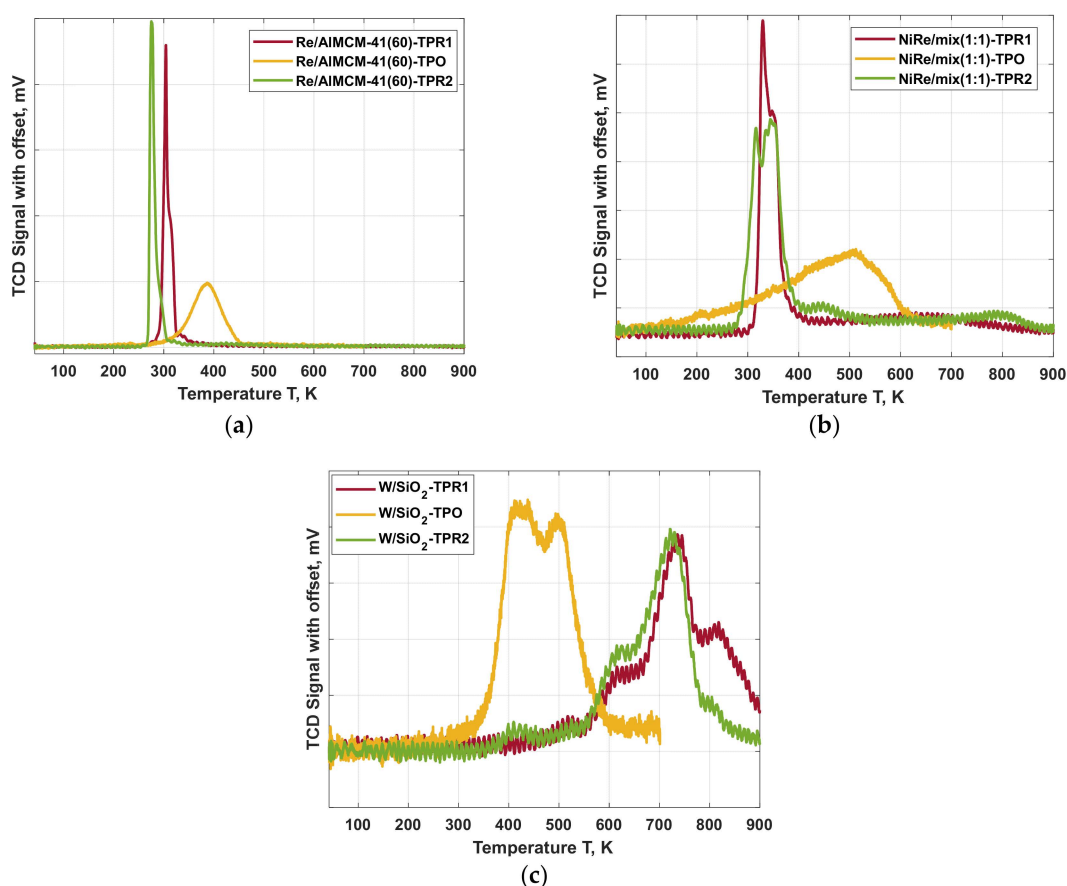 TCD Signal with offset, mV
Re/AlMCM-41(60)-TPR1
Re/AlMCM-41(60)-TPO
Re/AlMCM-41(60)-TPR2
100 200 300 400 500 600 700 800 900
Temperature T, K
(a)
TCD Signal with offset, mV
NiRe/mix(1:1)-TPR1
NiRe/mix(1:1)-TPO
NiRe/mix(1:1)-TPR2
100 200 300 400 500 600 700 800 900
Temperature T, K
(b)
TCD Signal with offset, mV
W/SiO₂-TPR1
W/SiO₂-TPO
W/SiO₂-TPR2
100 200 300 400 500 600 700 800 900
Temperature T, K
(c)